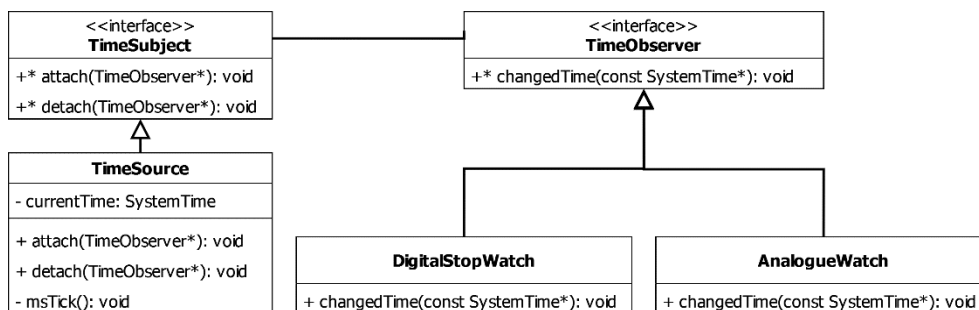 <<interface>>
TimeSubject
+* attach(TimeObserver*): void
+* detach(TimeObserver*): void
<<interface>>
TimeObserver
+* changedTime(const SystemTime*): void
TimeSource
- currentTime: SystemTime
+ attach(TimeObserver*): void
+ detach(TimeObserver*): void
- msTick(): void
DigitalStopWatch
+ changedTime(const SystemTime*): void
AnalogueWatch
+ changedTime(const SystemTime*): void